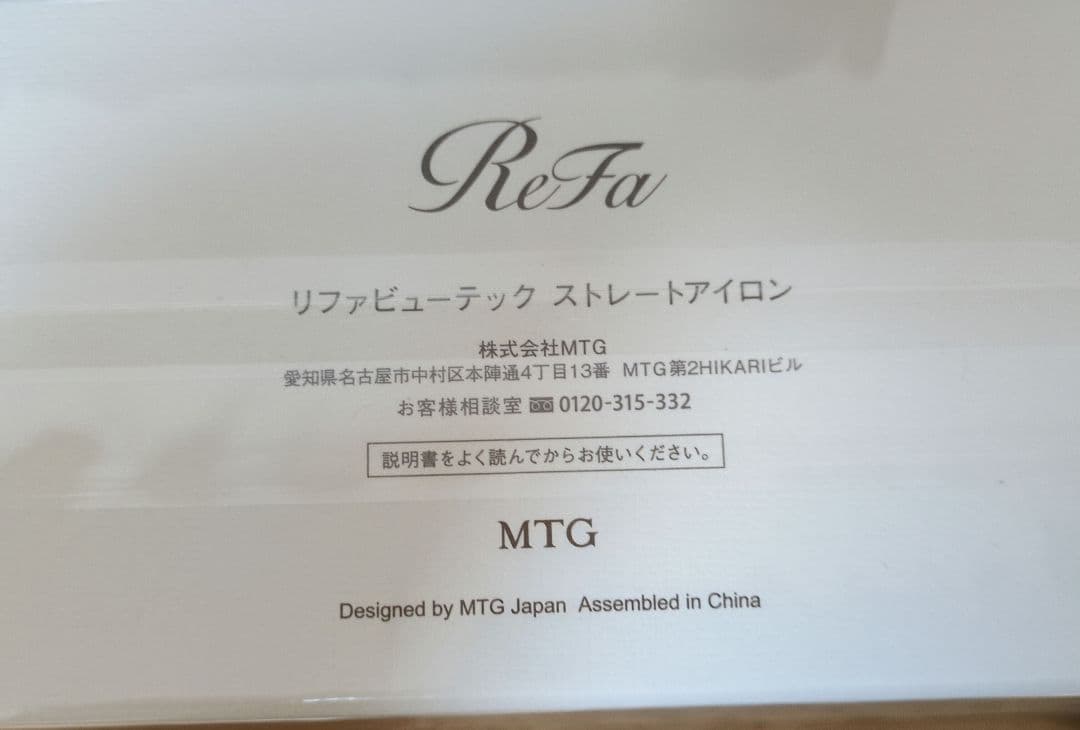 ReFa
リファビューテック ストレートアイロン
株式会社MTG
愛知県名古屋市中村区本陣通4丁目13番 MTG第2HIKARIビル
お客様相談室 0120-315-332
説明書をよく読んでからお使いください。
MTG
Designed by MTG Japan Assembled in China